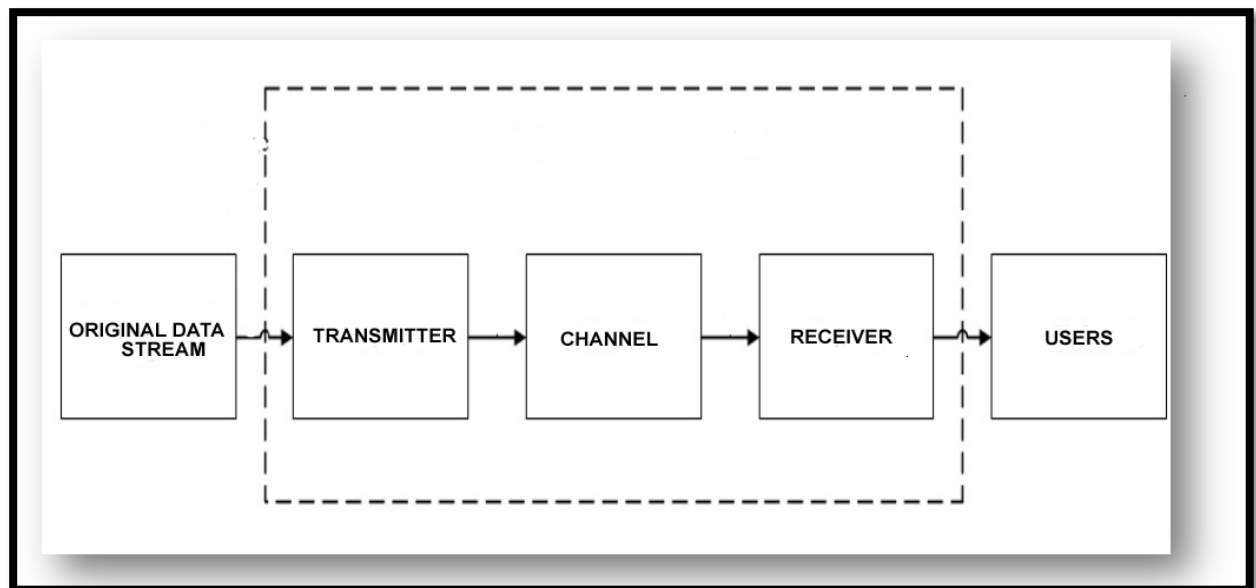 ORIGINAL DATA
STREAM
TRANSMITTER
CHANNEL
RECEIVER
USERS